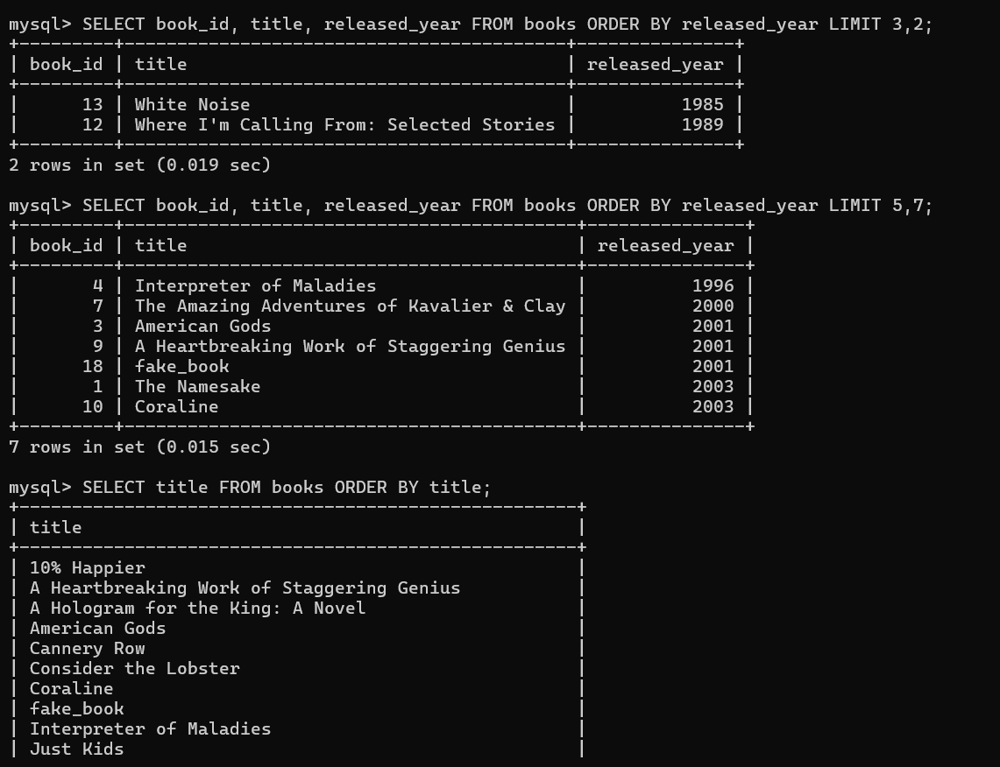 mysql> SELECT book_id, title, released_year FROM books ORDER BY released_year LIMIT 3,2;
+---------+------------------------------------------+---------------+
| book_id | title                                    | released_year |
+---------+------------------------------------------+---------------+
|      13 | White Noise                              |          1985 |
|      12 | Where I'm Calling From: Selected Stories |          1989 |
+---------+------------------------------------------+---------------+
2 rows in set (0.019 sec)

mysql> SELECT book_id, title, released_year FROM books ORDER BY released_year LIMIT 5,7;
+---------+-------------------------------------------+---------------+
| book_id | title                                     | released_year |
+---------+-------------------------------------------+---------------+
|       4 | Interpreter of Maladies                   |          1996 |
|       7 | The Amazing Adventures of Kavalier & Clay |          2000 |
|       3 | American Gods                             |          2001 |
|       9 | A Heartbreaking Work of Staggering Genius |          2001 |
|      18 | fake_book                                 |          2001 |
|       1 | The Namesake                              |          2003 |
|      10 | Coraline                                  |          2003 |
+---------+-------------------------------------------+---------------+
7 rows in set (0.015 sec)

mysql> SELECT title FROM books ORDER BY title;
+-----------------------------------------------------+
| title                                               |
+-----------------------------------------------------+
| 10% Happier                                         |
| A Heartbreaking Work of Staggering Genius           |
| A Hologram for the King: A Novel                    |
| American Gods                                       |
| Cannery Row                                         |
| Consider the Lobster                                |
| Coraline                                            |
| fake_book                                           |
| Interpreter of Maladies                             |
| Just Kids                                           |